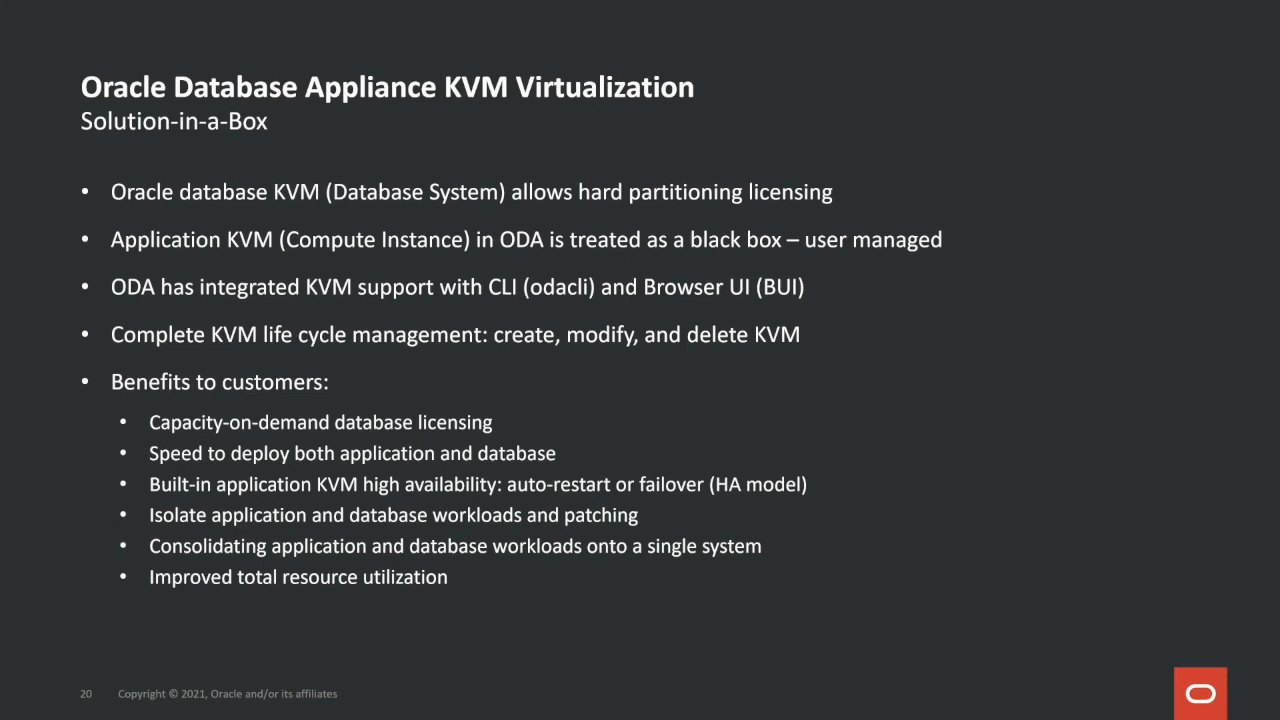 Oracle Database Appliance KVM Virtualization
Solution-in-a-Box
• Oracle database KVM (Database System) allows hard partitioning licensing
• Application KVM (Compute Instance) in ODA is treated as a black box – user managed
• ODA has integrated KVM support with CLI (odacli) and Browser UI (BUI)
• Complete KVM life cycle management: create, modify, and delete KVM
• Benefits to customers:
• Capacity-on-demand database licensing
• Speed to deploy both application and database
• Built-in application KVM high availability: auto-restart or failover (HA model)
• Isolate application and database workloads and patching
• Consolidating application and database workloads onto a single system
• Improved total resource utilization
20 Copyright © 2021, Oracle and/or its affiliates